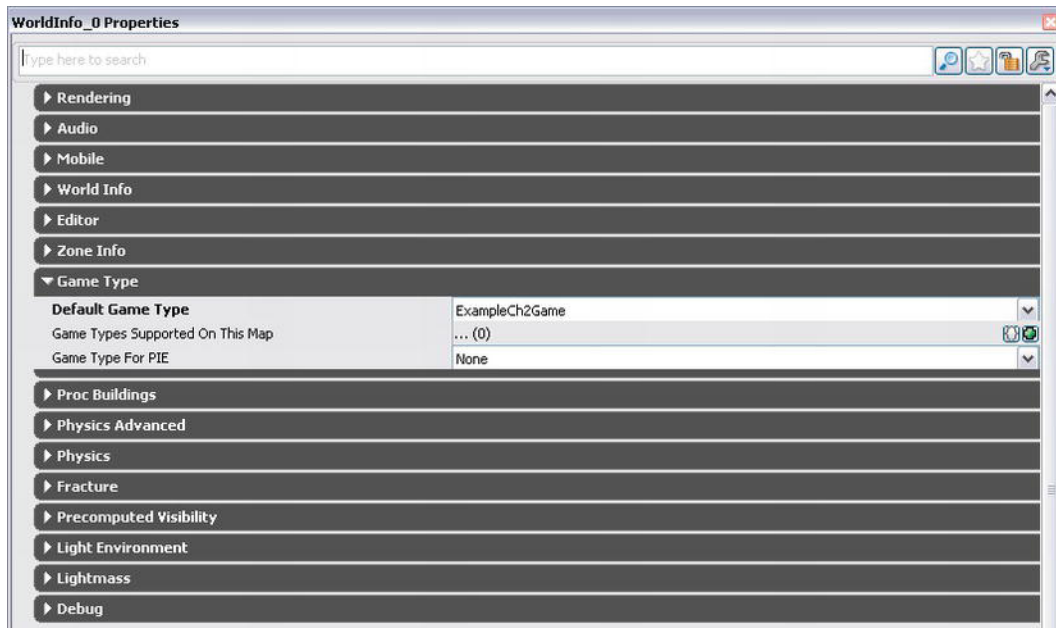 WorldInfo_0 Properties
Type here to search
Rendering
Audio
Mobile
World Info
Editor
Zone Info
Game Type
Default Game Type ExampleCh2Game
Game Types Supported On This Map ... (0)
Game Type For PIE None
Proc Buildings
Physics Advanced
Physics
Fracture
Precomputed Visibility
Light Environment
Lightmass
Debug